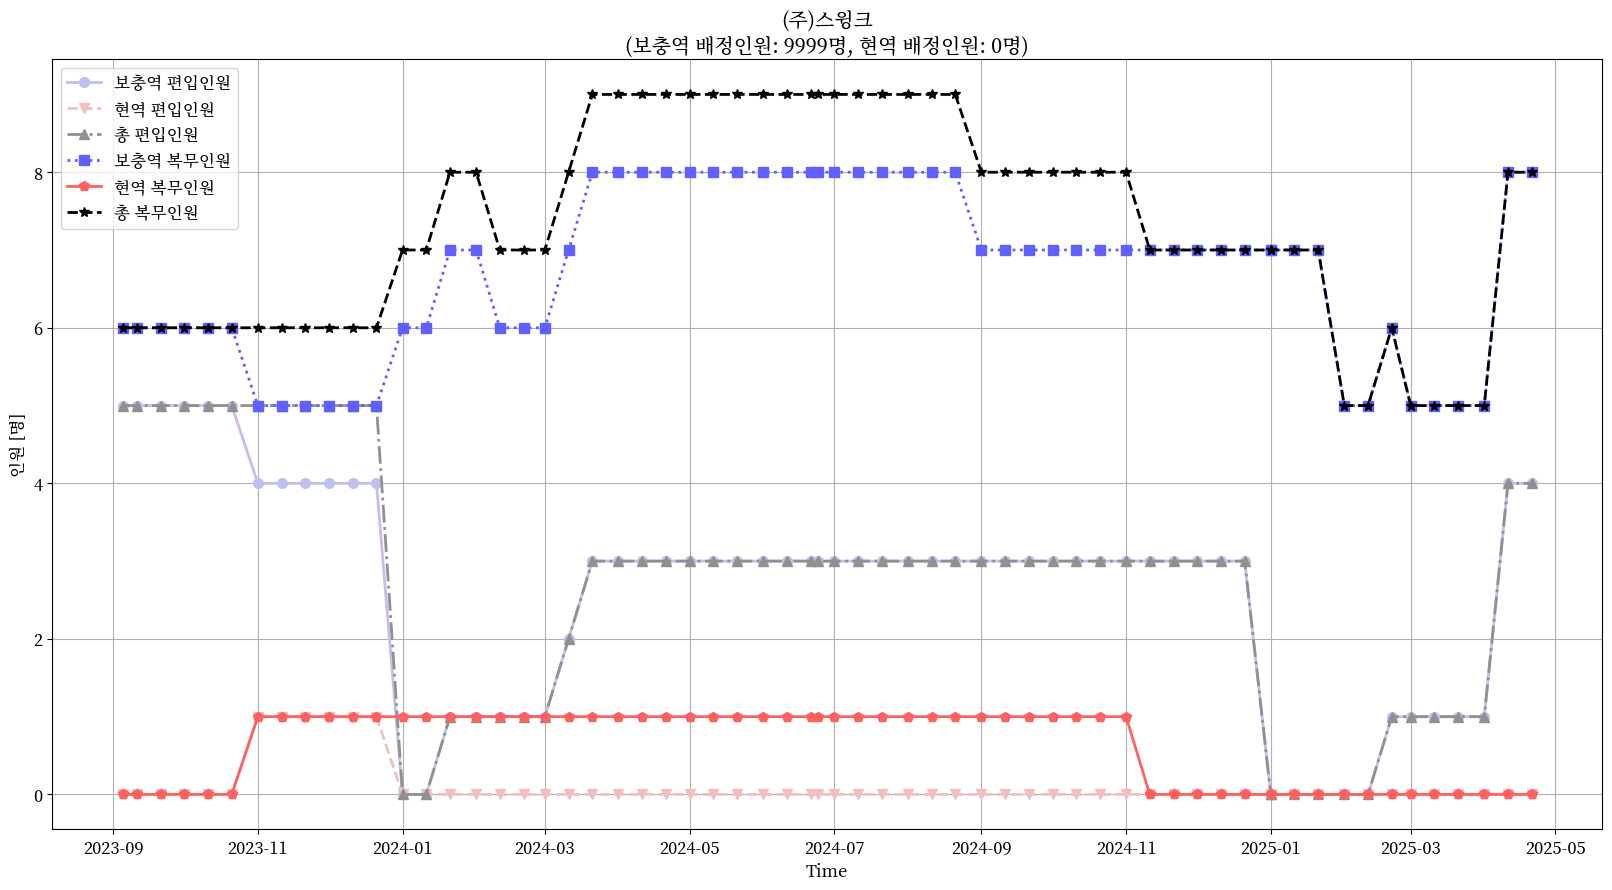 (주)스윙크
(보충역 배정인원: 9999명, 현역 배정인원: 0명)
보충역 편입인원
현역 편입인원
총 편입인원
보충역 복무인원
현역 복무인원
총 복무인원
8
6
4
2
0
인원 [명]
2023-09 2023-11 2024-01 2024-03 2024-05 2024-07 2024-09 2024-11 2025-01 2025-03 2025-05
Time